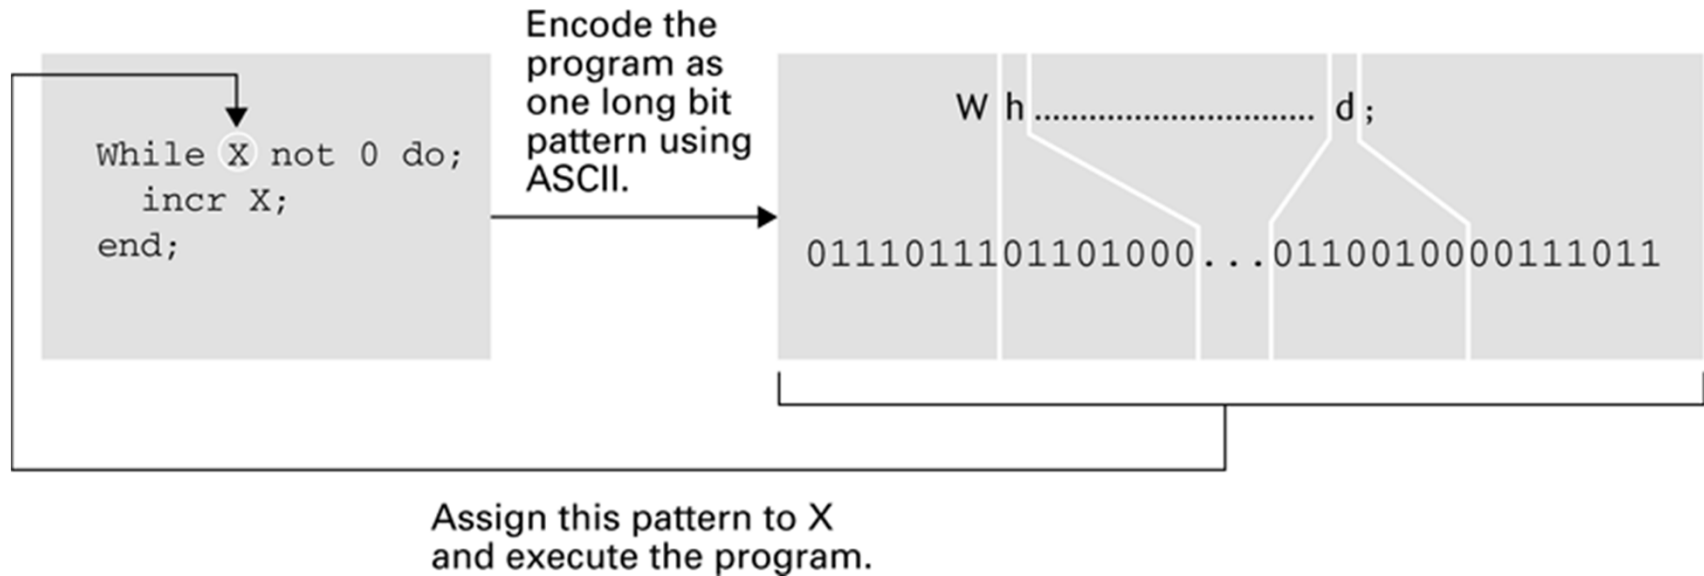 While X not 0 do;
incr X;
end;
Encode the
program as
one long bit
pattern using
ASCII.
W h............................... d;
0111011101101000...0110010000111011
Assign this pattern to X
and execute the program.